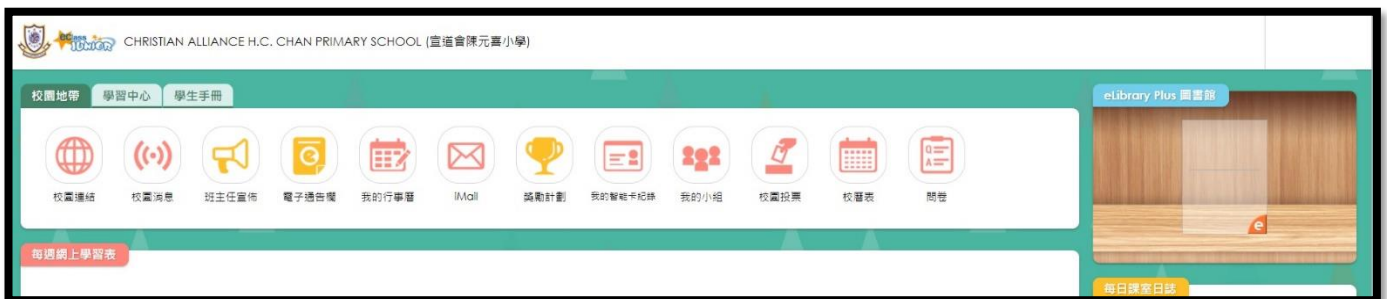 eClass JUNIOR CHRISTIAN ALLIANCE H.C. CHAN PRIMARY SCHOOL (宣道會陳元喜小學)
校園地帶 學習中心 學生手冊
eLibrary Plus 圖書館
校園連結 校園消息 班主任宣佈 電子通告欄 我的行事曆 iMail 獎勵計劃 我的智能卡紀錄 我的小組 校園投票 校曆表 問卷
每週網上學習表
每日課室日誌